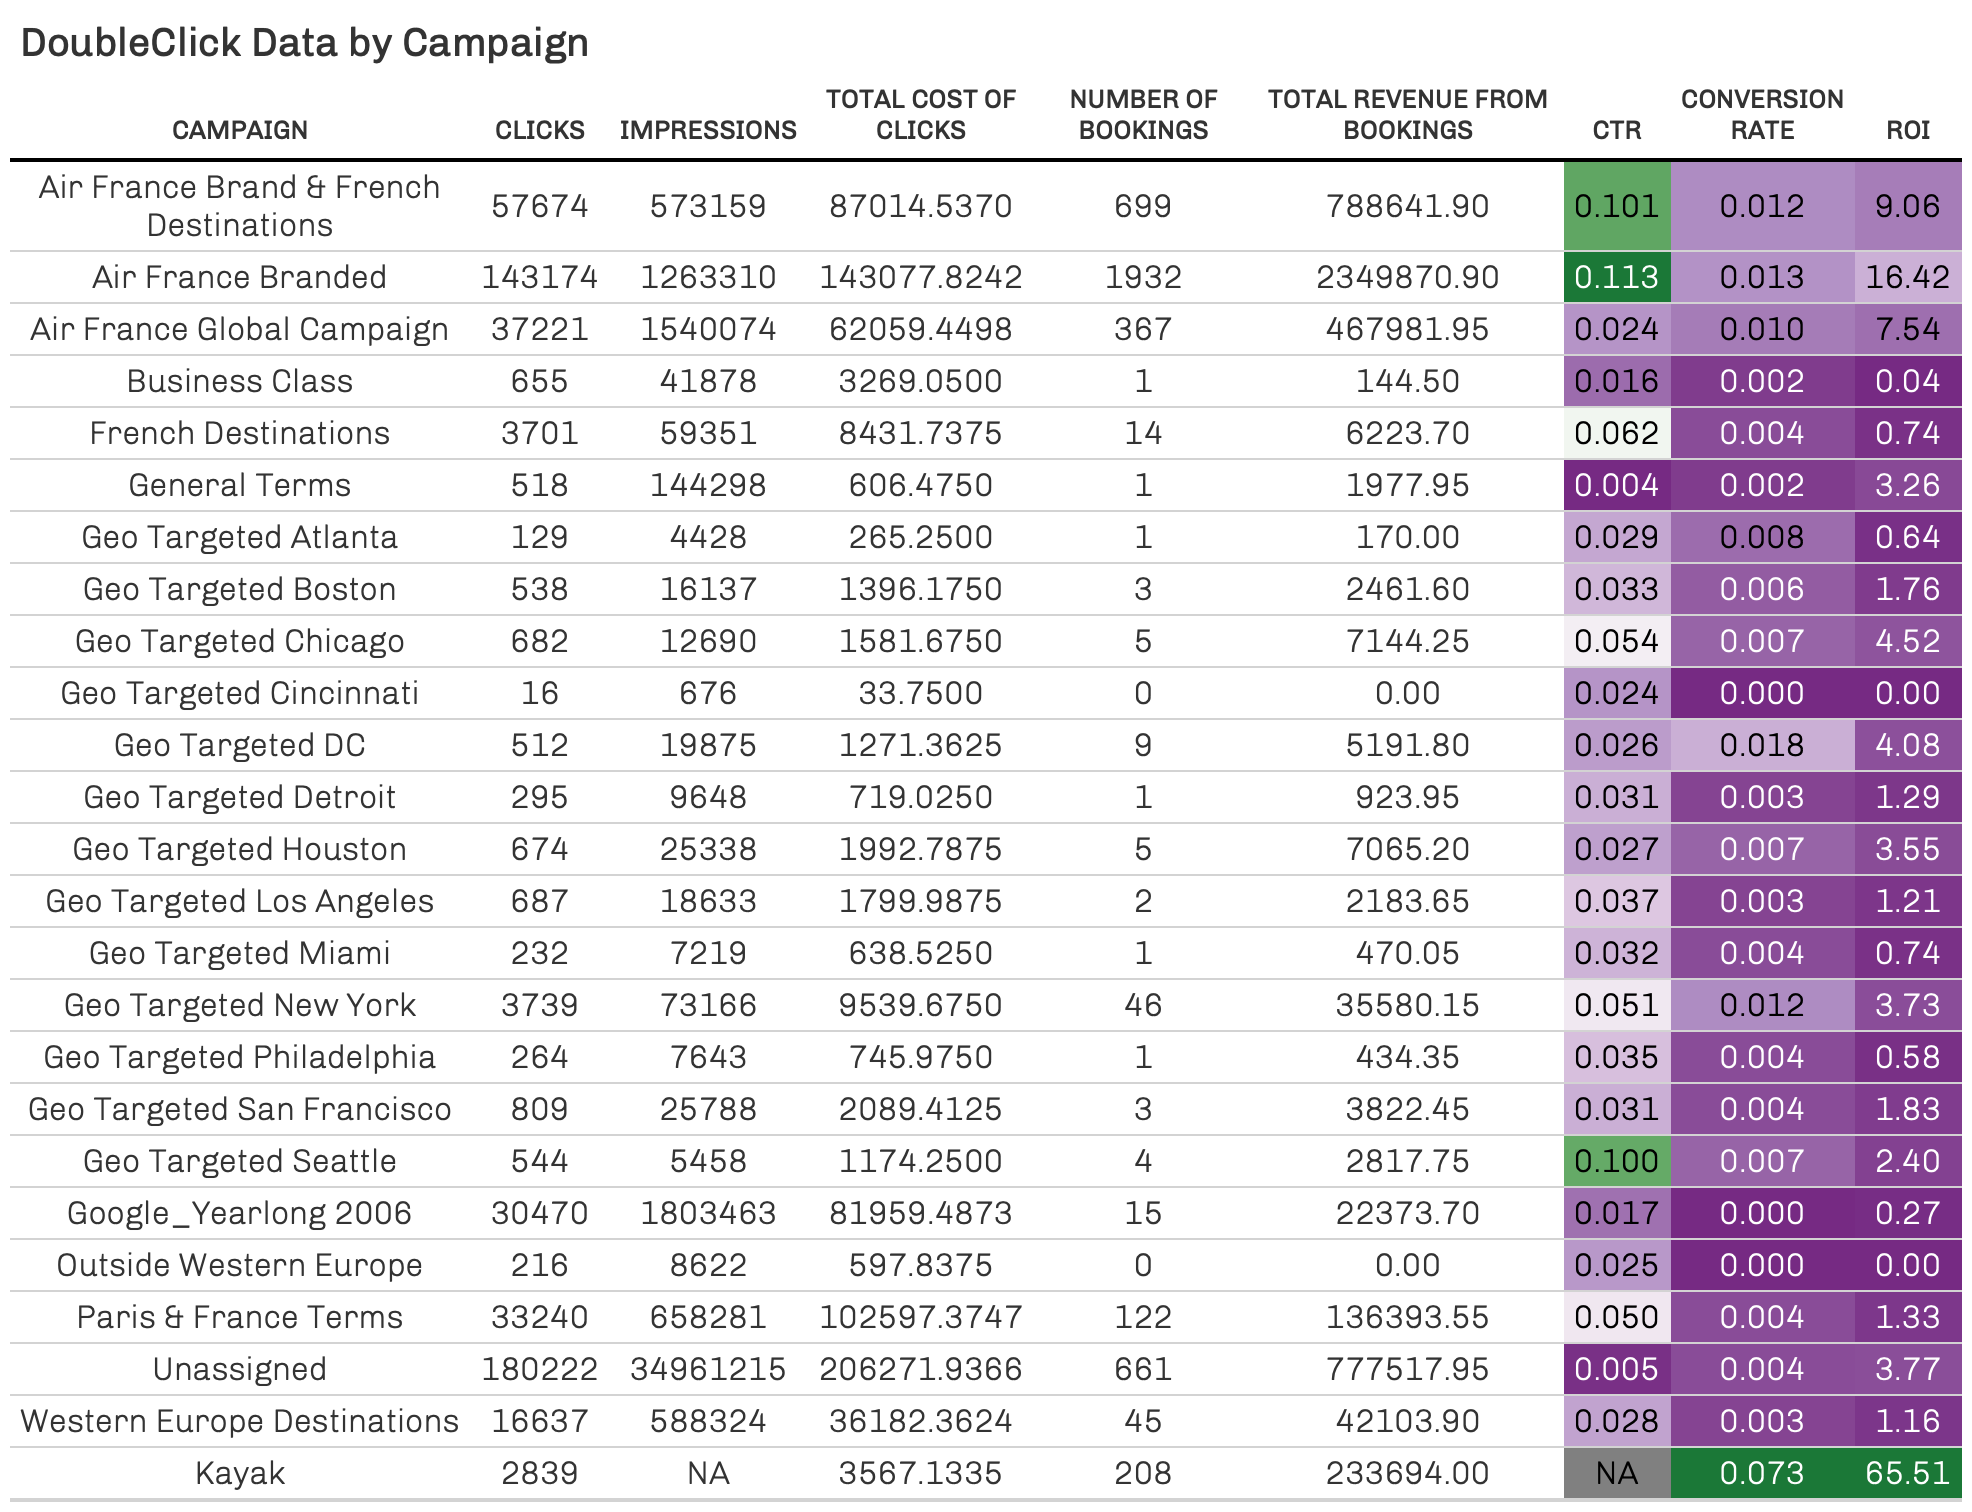 DoubleClick Data by Campaign
CAMPAIGN CLICKS IMPRESSIONS TOTAL COST OF CLICKS NUMBER OF BOOKINGS TOTAL REVENUE FROM BOOKINGS CTR CONVERSION RATE ROI
Air France Brand & French Destinations 57674 573159 87014.5370 699 788641.90 0.101 0.012 9.06
Air France Branded 143174 1263310 143077.8242 1932 2349870.90 0.113 0.013 16.42
Air France Global Campaign 37221 1540074 62059.4498 367 467981.95 0.024 0.010 7.54
Business Class 655 41878 3269.0500 1 144.50 0.016 0.002 0.04
French Destinations 3701 59351 8431.7375 14 6223.70 0.062 0.004 0.74
General Terms 518 144298 606.4750 1 1977.95 0.004 0.002 3.26
Geo Targeted Atlanta 129 4428 265.2500 1 170.00 0.029 0.008 0.64
Geo Targeted Boston 538 16137 1396.1750 3 2461.60 0.033 0.006 1.76
Geo Targeted Chicago 682 12690 1581.6750 5 7144.25 0.054 0.007 4.52
Geo Targeted Cincinnati 16 676 33.7500 0 0.00 0.024 0.000 0.00
Geo Targeted DC 512 19875 1271.3625 9 5191.80 0.026 0.018 4.08
Geo Targeted Detroit 295 9648 719.0250 1 923.95 0.031 0.003 1.29
Geo Targeted Houston 674 25338 1992.7875 5 7065.20 0.027 0.007 3.55
Geo Targeted Los Angeles 687 18633 1799.9875 2 2183.65 0.037 0.003 1.21
Geo Targeted Miami 232 7219 638.5250 1 470.05 0.032 0.004 0.74
Geo Targeted New York 3739 73166 9539.6750 46 35580.15 0.051 0.012 3.73
Geo Targeted Philadelphia 264 7643 745.9750 1 434.35 0.035 0.004 0.58
Geo Targeted San Francisco 809 25788 2089.4125 3 3822.45 0.031 0.004 1.83
Geo Targeted Seattle 544 5458 1174.2500 4 2817.75 0.100 0.007 2.40
Google_Yearlong 2006 30470 1803463 81959.4873 15 22373.70 0.017 0.000 0.27
Outside Western Europe 216 8622 597.8375 0 0.00 0.025 0.000 0.00
Paris & France Terms 33240 658281 102597.3747 122 136393.55 0.050 0.004 1.33
Unassigned 180222 34961215 206271.9366 661 777517.95 0.005 0.004 3.77
Western Europe Destinations 16637 588324 36182.3624 45 42103.90 0.028 0.003 1.16
Kayak 2839 NA 3567.1335 208 233694.00 NA 0.073 65.51